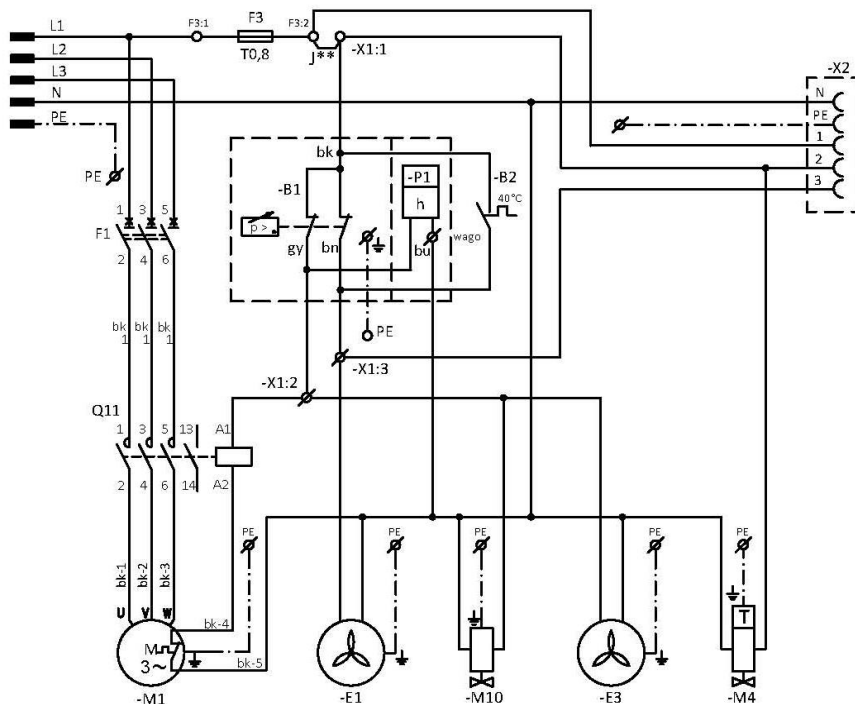 L1
L2
L3
N
PE
F3:1
F3
F3:2
T0,8
J**
-X1:1
-X2
N
PE
1
2
3
PE
bk
-B1
-P1
h
-B2
40°C
p >
gy
bn
bu
wago
PE
1 3 5
F1
2 4 6
bk 1
bk 1
bk 1
-X1:3
-X1:2
Q11
1 3 5 13 A1
2 4 6 14 A2
PE
PE
PE
PE
PE
bk-1
bk-2
bk-3
U V W
bk-4
M
3~
bk-5
T
-M1
-E1
-M10
-E3
-M4